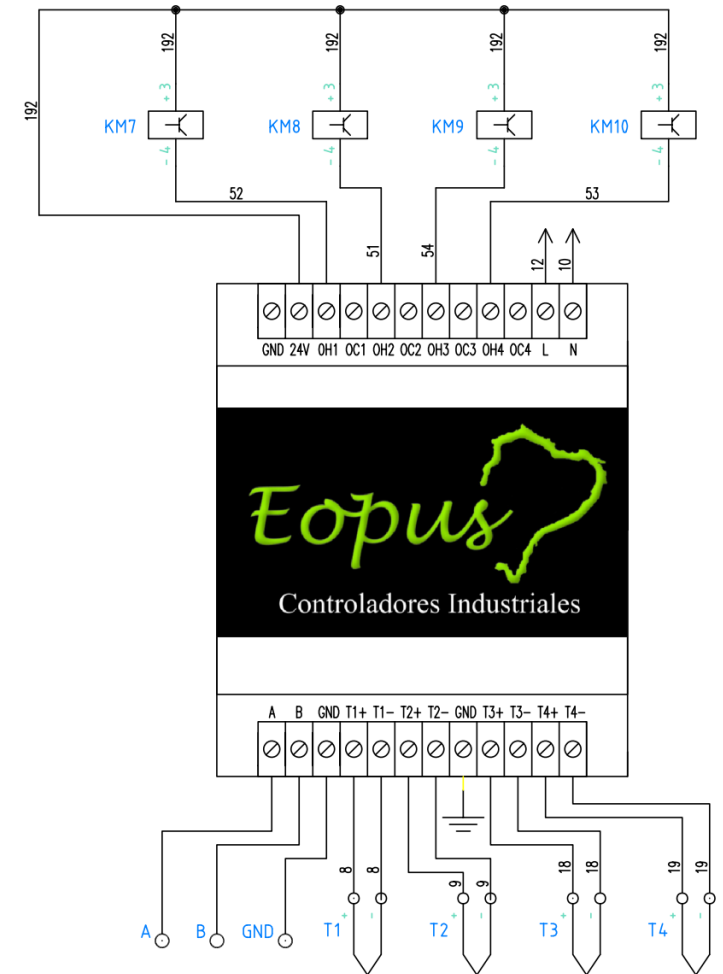 192 192 192 192
192
+ 3 + 3 + 3 + 3
KM7 KM8 KM9 KM10
- 4 - 4 - 4 - 4
52 53
51 54 12 10
GND 24V OH1 OC1 OH2 OC2 OH3 OC3 OH4 OC4 L N
Eopus
Controladores Industriales
A B GND T1+ T1- T2+ T2- GND T3+ T3- T4+ T4-
8 8 9 9 18 18 19 19
+ - + - + - + -
A B GND T1 T2 T3 T4